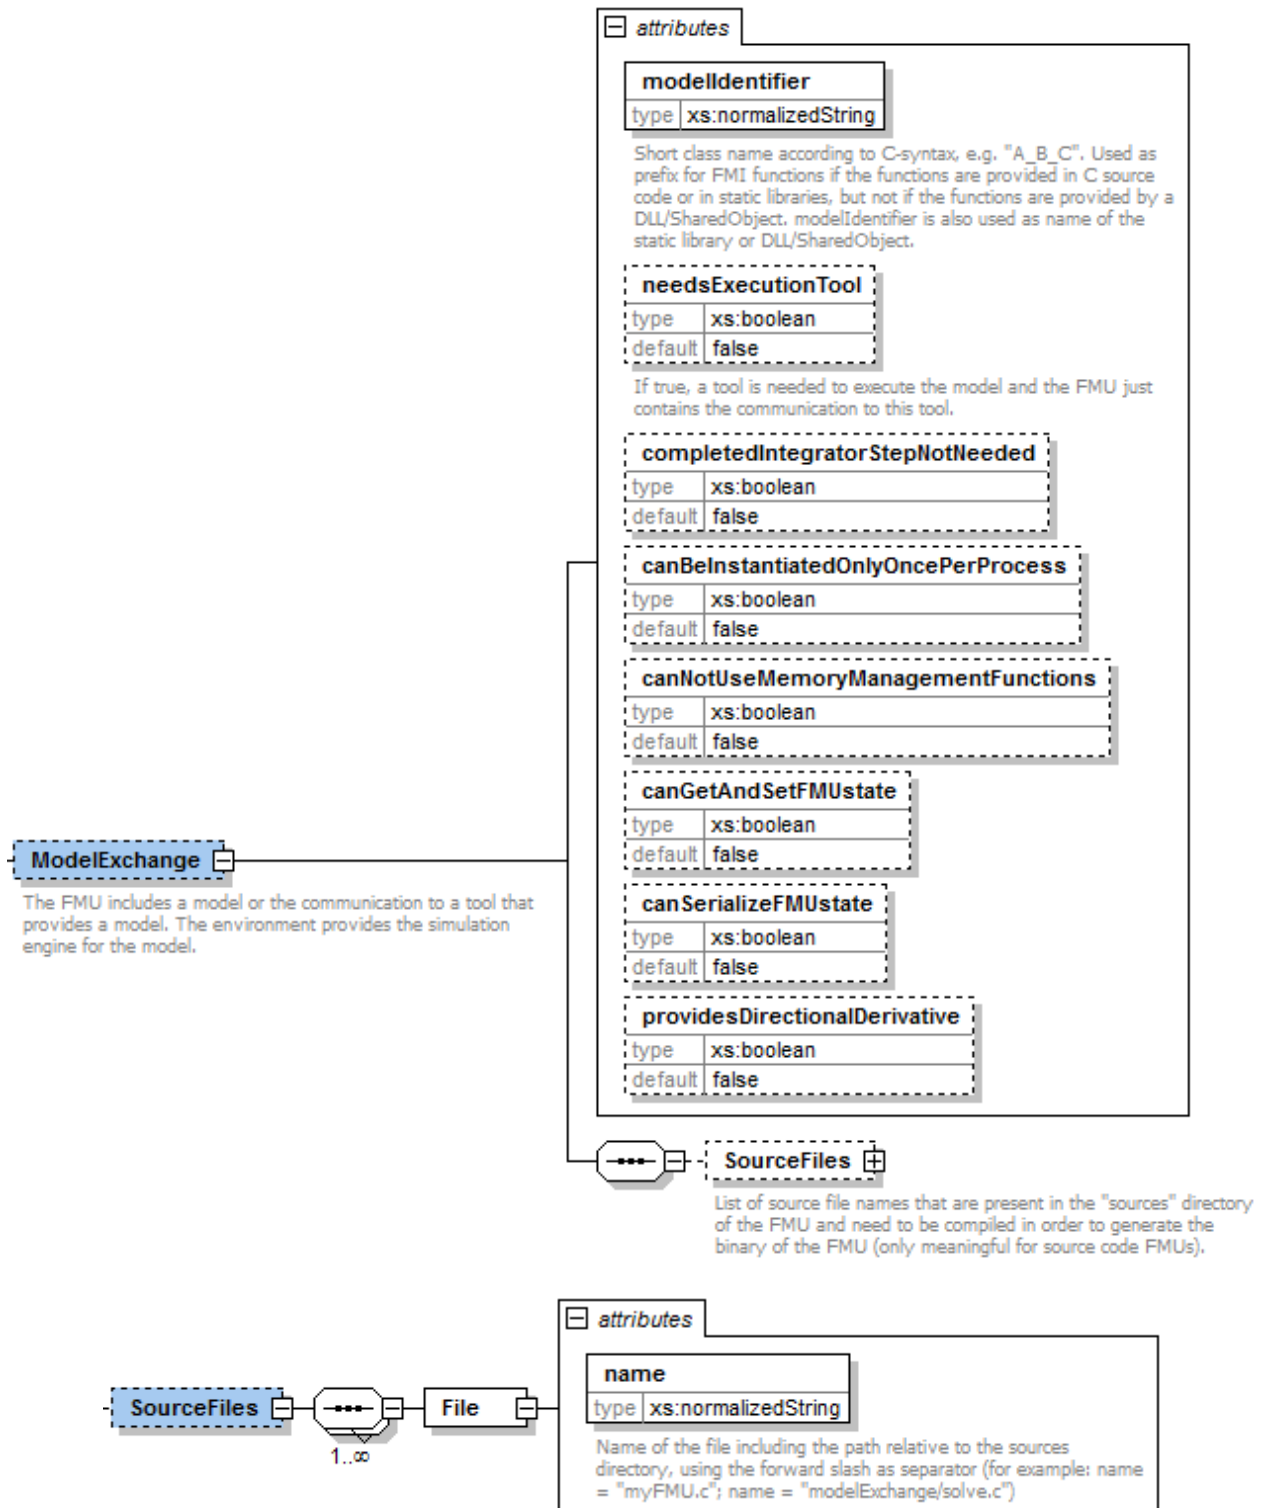 attributes
modelIdentifier
type xs:normalizedString
Short class name according to C-syntax, e.g. "A_B_C". Used as
prefix for FMI functions if the functions are provided in C source
code or in static libraries, but not if the functions are provided by a
DLL/SharedObject. modelIdentifier is also used as name of the
static library or DLL/SharedObject.
needsExecutionTool
type xs:boolean
default false
If true, a tool is needed to execute the model and the FMU just
contains the communication to this tool.
completedIntegratorStepNotNeeded
type xs:boolean
default false
canBeInstantiatedOnlyOncePerProcess
type xs:boolean
default false
canNotUseMemoryManagementFunctions
type xs:boolean
default false
canGetAndSetFMUstate
type xs:boolean
default false
ModelExchange
The FMU includes a model or the communication to a tool that
provides a model. The environment provides the simulation
engine for the model.
canSerializeFMUstate
type xs:boolean
default false
providesDirectionalDerivative
type xs:boolean
default false
SourceFiles
List of source file names that are present in the "sources" directory
of the FMU and need to be compiled in order to generate the
binary of the FMU (only meaningful for source code FMUs).
attributes
name
type xs:normalizedString
SourceFiles
1..∞
File
Name of the file including the path relative to the sources
directory, using the forward slash as separator (for example: name
= "myFMU.c"; name = "modelExchange/solve.c")